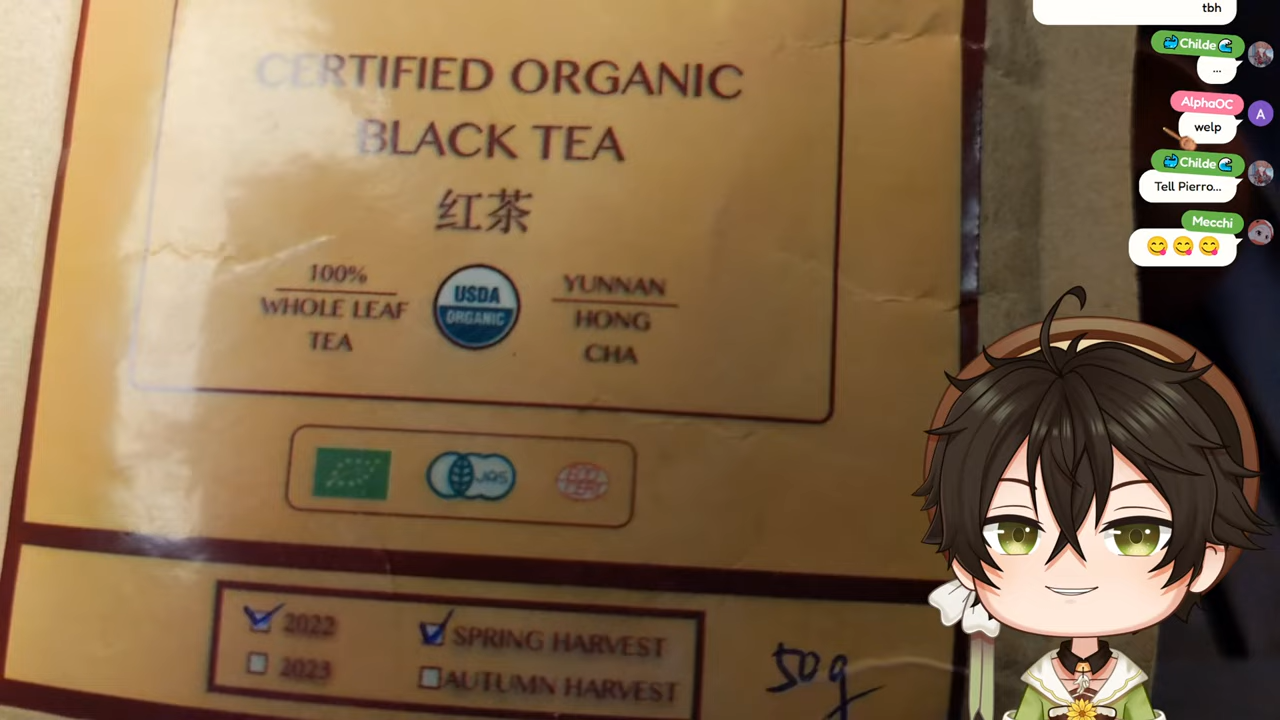 CERTIFIED ORGANIC
BLACK TEA
红茶
100%
WHOLE LEAF
TEA
USDA
ORGANIC
YUNNAN
HONG
CHA
JAS
2022
2023
SPRING HARVEST
AUTUMN HARVEST
50g
tbh
Childe
...
AlphaOC
A
welp
Childe
Tell Pierro...
Mecchi